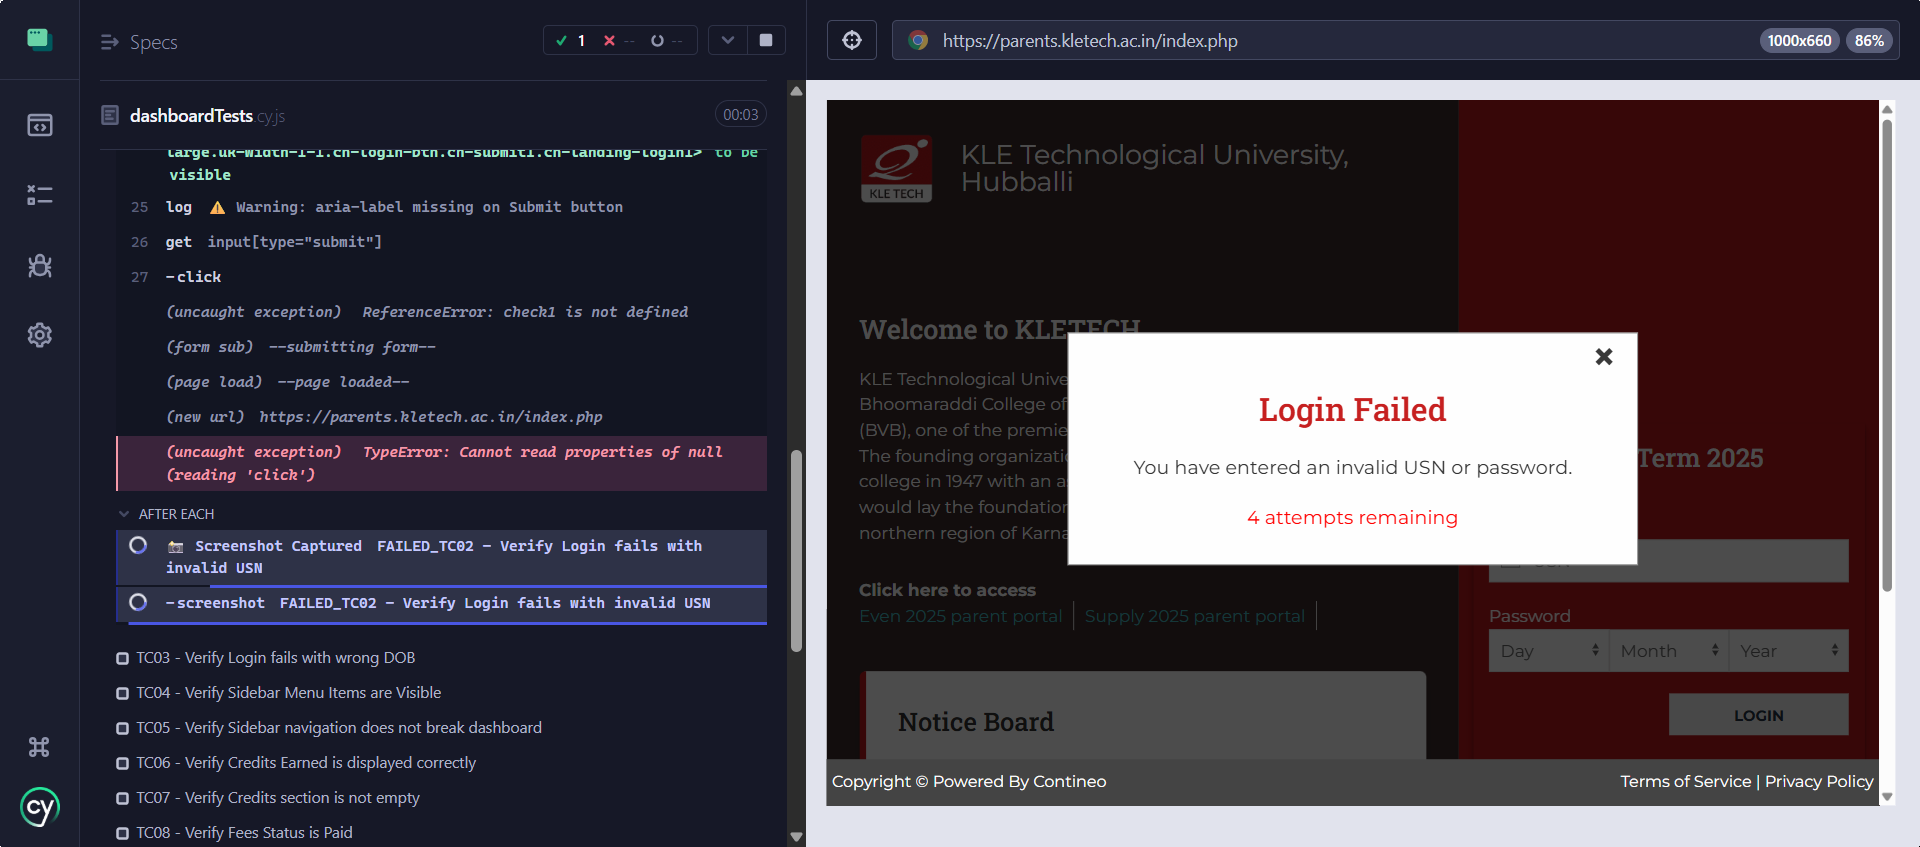 Specs
1 -- --
https://parents.kletech.ac.in/index.php
1000x660 86%
dashboardTests.cy.js
00:03
large.uk-width-1-1.cn-login-btn.cn-submit1.cn-landing-login1> to be
visible
25 log ⚠ Warning: aria-label missing on Submit button
26 get input[type="submit"]
27 -click
(uncaught exception) ReferenceError: check1 is not defined
(form sub) --submitting form--
(page load) --page loaded--
(new url) https://parents.kletech.ac.in/index.php
(uncaught exception) TypeError: Cannot read properties of null
(reading 'click')
AFTER EACH
📸 Screenshot Captured FAILED_TC02 - Verify Login fails with
invalid USN
-screenshot FAILED_TC02 - Verify Login fails with invalid USN
TC03 - Verify Login fails with wrong DOB
TC04 - Verify Sidebar Menu Items are Visible
TC05 - Verify Sidebar navigation does not break dashboard
TC06 - Verify Credits Earned is displayed correctly
TC07 - Verify Credits section is not empty
TC08 - Verify Fees Status is Paid
cy
KLE TECH
KLE Technological University,
Hubballi
Welcome to KLETECH
KLE Technological Unive
Bhoomaraddi College of
(BVB), one of the premie
The founding organizati
college in 1947 with an a
would lay the foundation
northern region of Karna
Click here to access
Even 2025 parent portal
Supply 2025 parent portal
Notice Board
Login Failed
You have entered an invalid USN or password.
4 attempts remaining
Term 2025
Password
Day Month Year
LOGIN
Copyright © Powered By Contineo
Terms of Service | Privacy Policy